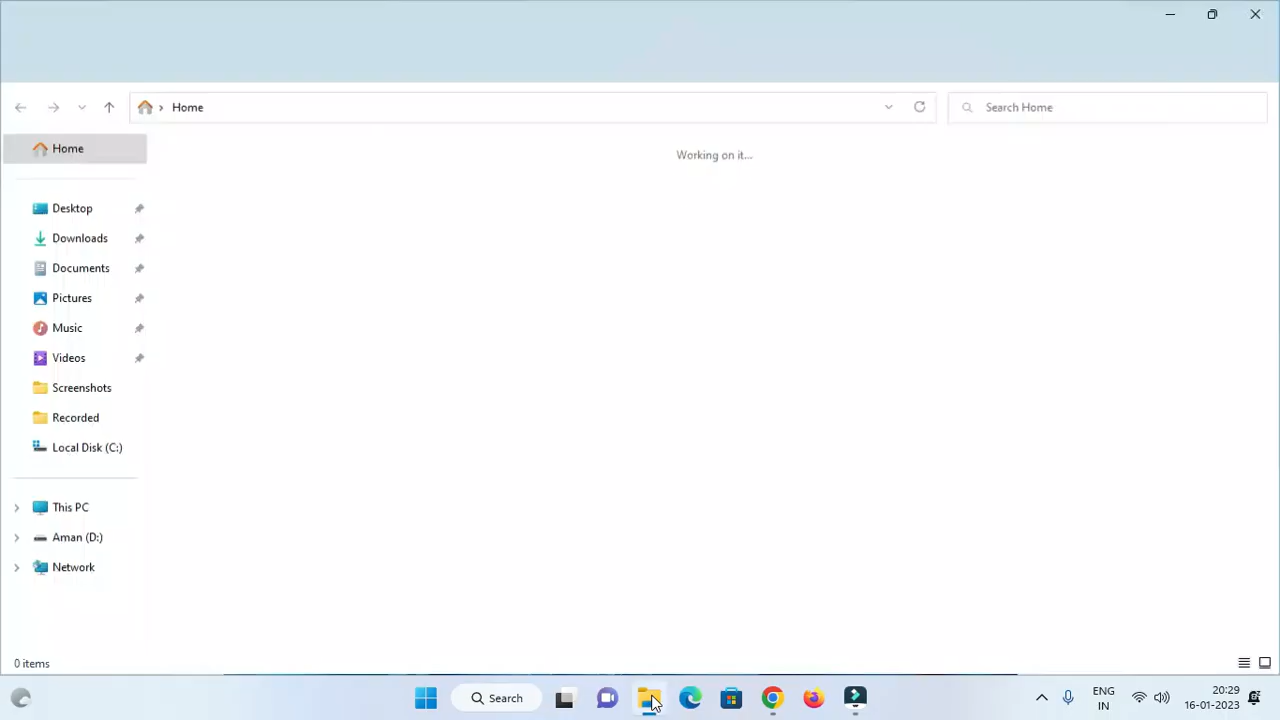 Home
Search Home
Home
Working on it...
Desktop
Downloads
Documents
Pictures
Music
Videos
Screenshots
Recorded
Local Disk (C:)
This PC
Aman (D:)
Network
0 items
Search
ENG
IN
20:29
16-01-2023